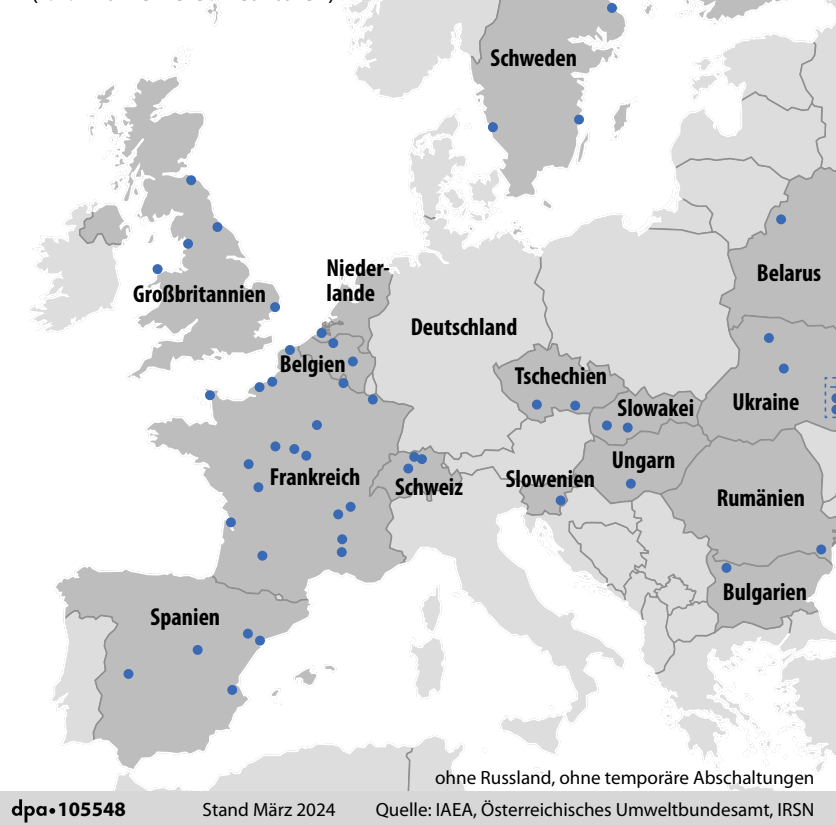 Schweden
Belarus
Nieder-
lande
Großbritannien
Deutschland
Belgien
Tschechien
Slowakei
Ukraine
Ungarn
Frankreich
Slowenien
Schweiz
Rumänien
Bulgarien
Spanien
ohne Russland, ohne temporäre Abschaltungen
dpa•105548 Stand März 2024 Quelle: IAEA, Österreichisches Umweltbundesamt, IRSN